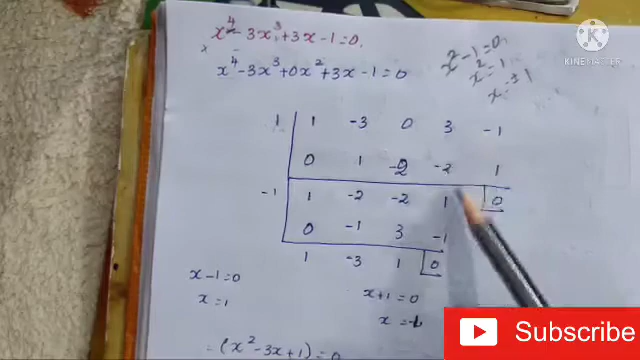 x⁴-3x³+3x-1=0,
x⁴-3x³+0x²+3x-1=0
x²-1=0,
x²=1
x=±1
1 | 1 -3 0 3 -1
0 1 -2 -2 1
-1 | 1 -2 -2 1 0
0 -1 3 -1
1 -3 1 0
x-1=0
x=1
x+1=0
x=-1
(x²-3x+1)=0
KINEMASTER
Subscribe